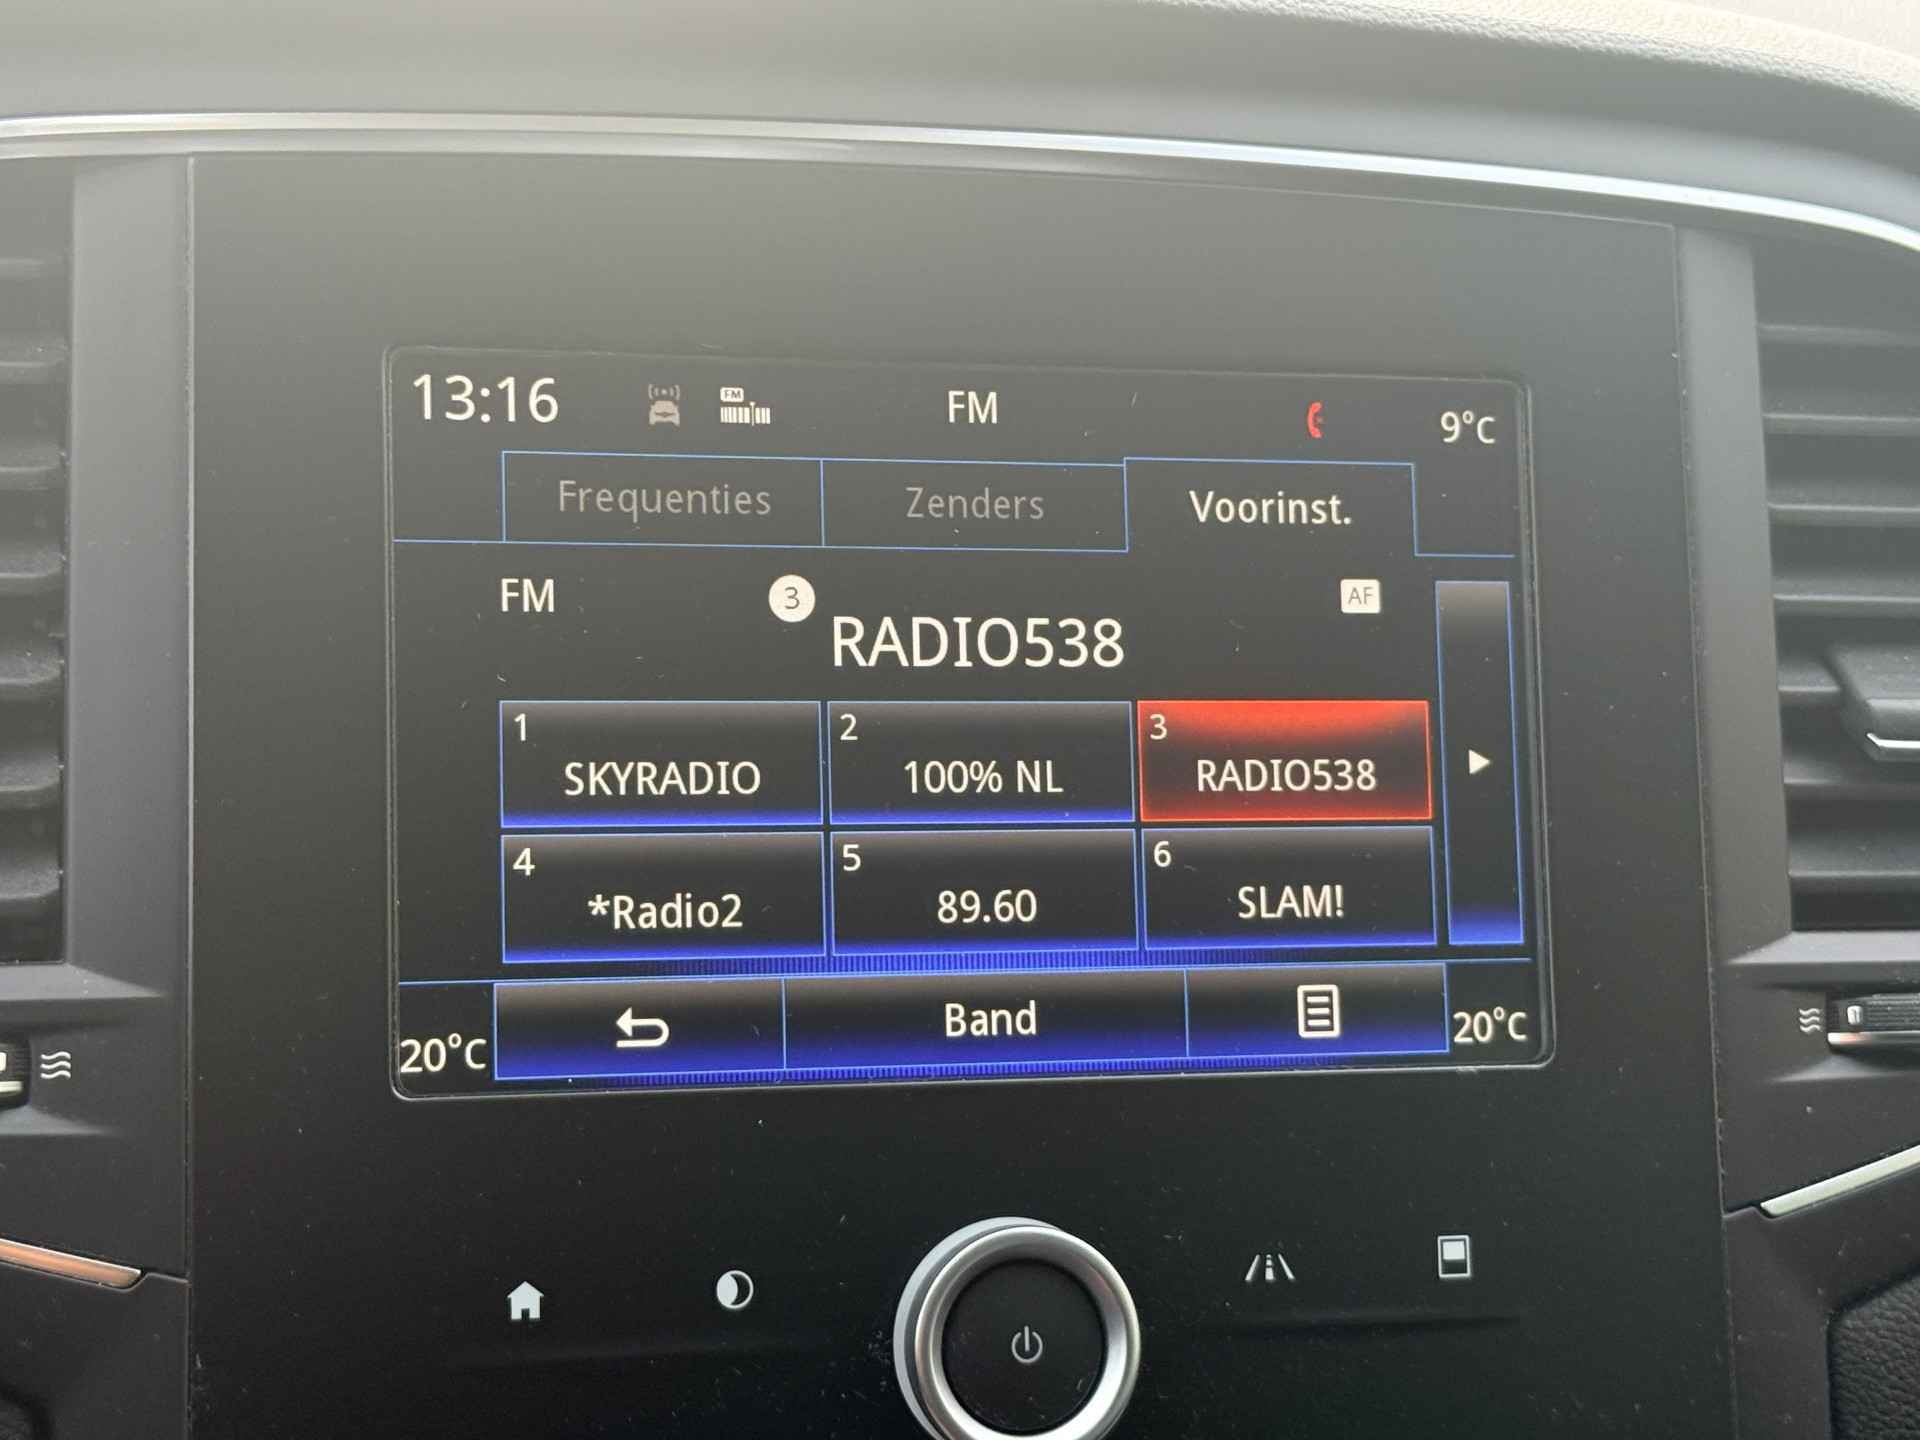 13:16 FM FM 9°C
Frequenties Zenders Voorinst.
FM 3 AF
RADIO538
1 2 3
SKYRADIO 100% NL RADIO538
4 5 6
*Radio2 89.60 SLAM!
20°C Band 20°C